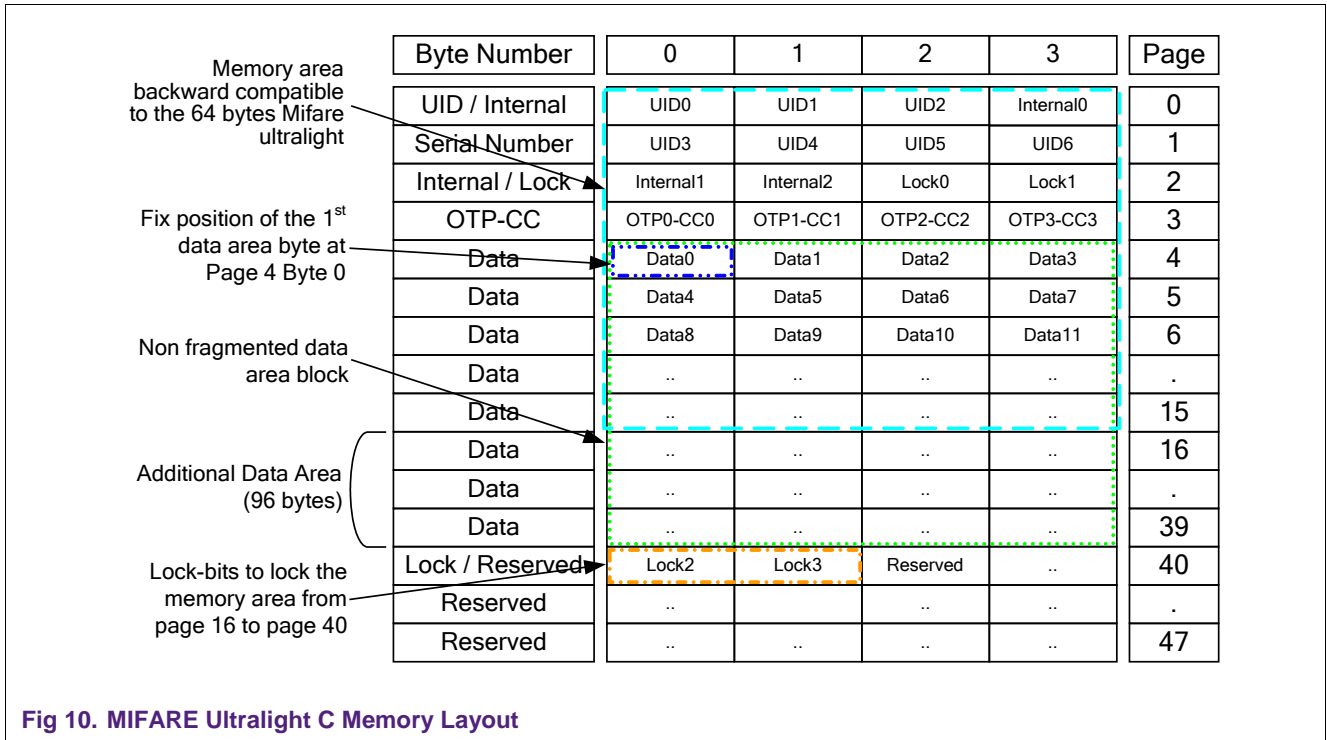 Byte Number 0 1 2 3 Page
Memory area
backward compatible
to the 64 bytes Mifare
ultralight
UID / Internal UID0 UID1 UID2 Internal0 0
Serial Number UID3 UID4 UID5 UID6 1
Internal / Lock Internal1 Internal2 Lock0 Lock1 2
OTP-CC OTP0-CC0 OTP1-CC1 OTP2-CC2 OTP3-CC3 3
Fix position of the 1st
data area byte at
Page 4 Byte 0
Data Data0 Data1 Data2 Data3 4
Data Data4 Data5 Data6 Data7 5
Data Data8 Data9 Data10 Data11 6
Non fragmented data
area block
Data .. .. .. .. .
Data .. .. .. .. 15
Data .. .. .. .. 16
Additional Data Area
(96 bytes)
Data .. .. .. .. .
Data .. .. .. .. 39
Lock / Reserved Lock2 Lock3 Reserved .. 40
Lock-bits to lock the
memory area from
page 16 to page 40
Reserved .. .. .. .
Reserved .. .. .. .. 47
Fig 10. MIFARE Ultralight C Memory Layout